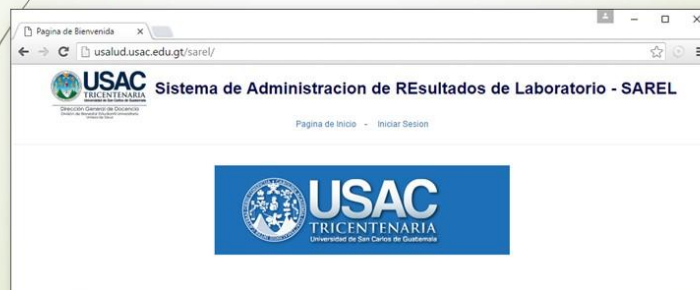 Pagina de Bienvenida
usalud.usac.edu.gt/sarel/
USAC
TRICENTENARIA
Universidad de San Carlos de Guatemala
Dirección General de Docencia
Sistema de Administracion de REsultados de Laboratorio - SAREL
Pagina de Inicio - Iniciar Sesion
USAC
TRICENTENARIA
Universidad de San Carlos de Guatemala